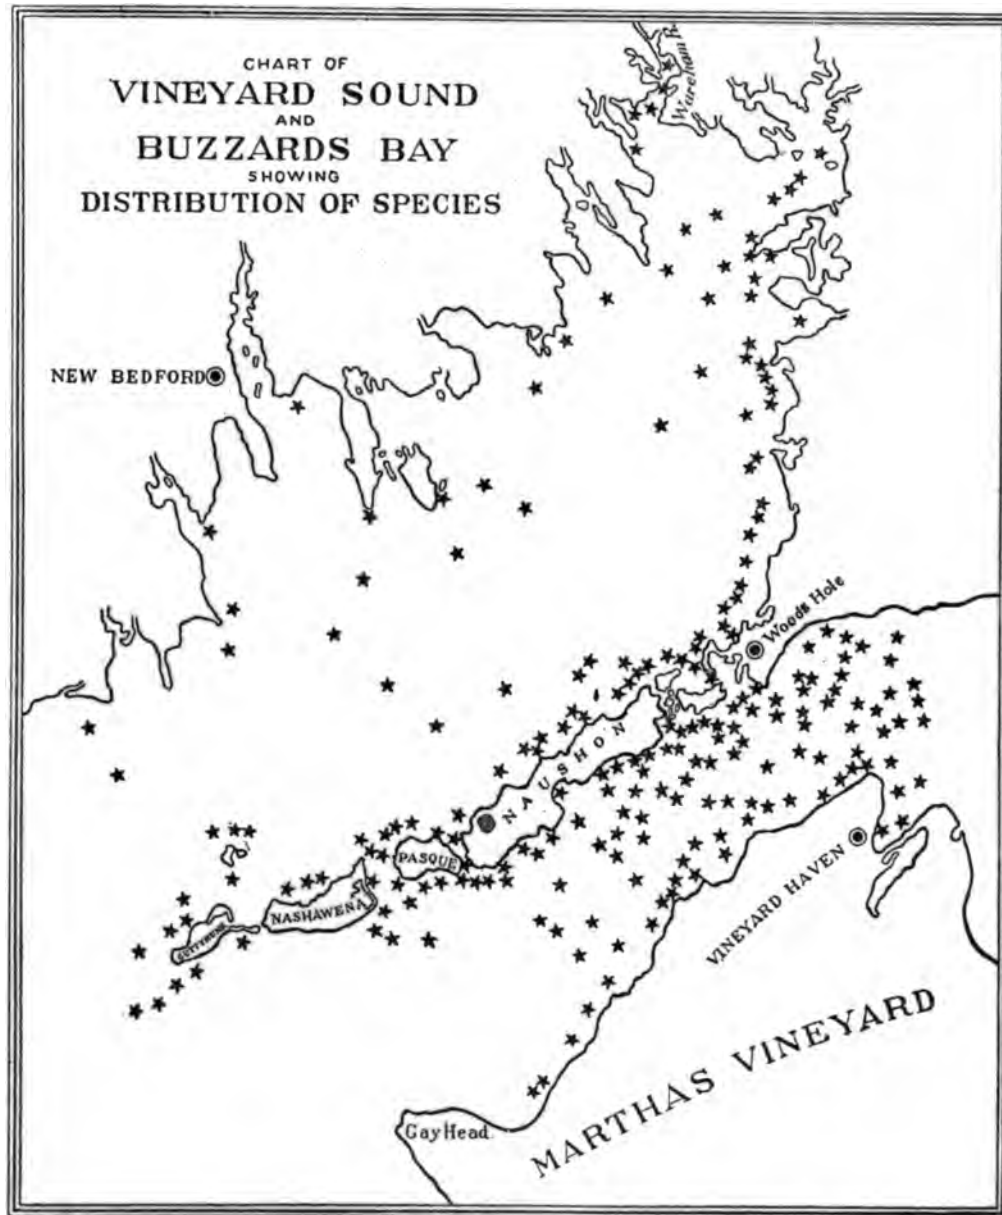 CHART OF
VINEYARD SOUND
AND
BUZZARDS BAY
SHOWING
DISTRIBUTION OF SPECIES
Wareham R.
NEW BEDFORD
Woods Hole
NAUSHON
PASQUE
NASHAWENA
CUTTYHUNK
VINEYARD HAVEN
MARTHAS VINEYARD
Gay Head.